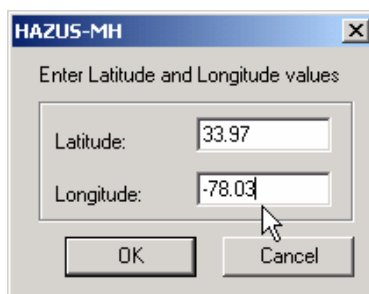 HAZUS-MH
Enter Latitude and Longitude values
Latitude: 33.97
Longitude: -78.03
OK Cancel